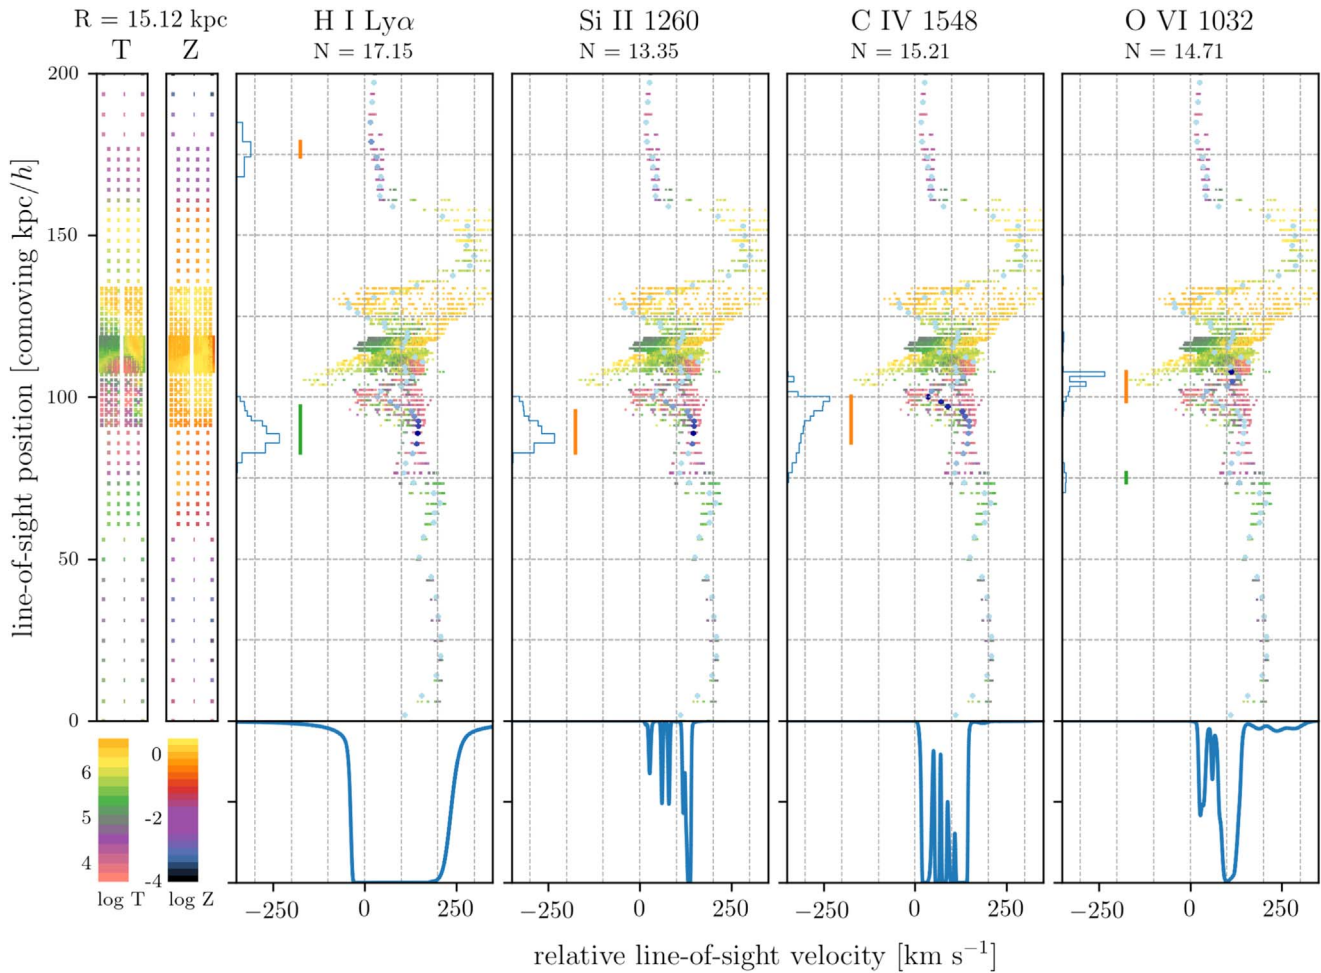 R = 15.12 kpc
T Z
H I Lyα
N = 17.15
Si II 1260
N = 13.35
C IV 1548
N = 15.21
O VI 1032
N = 14.71
line-of-sight position [comoving kpc/h]
200
150
100
50
0
6
5
4
log T
0
-2
-4
log Z
−250 0 250
−250 0 250
−250 0 250
−250 0 250
relative line-of-sight velocity [km s⁻¹]